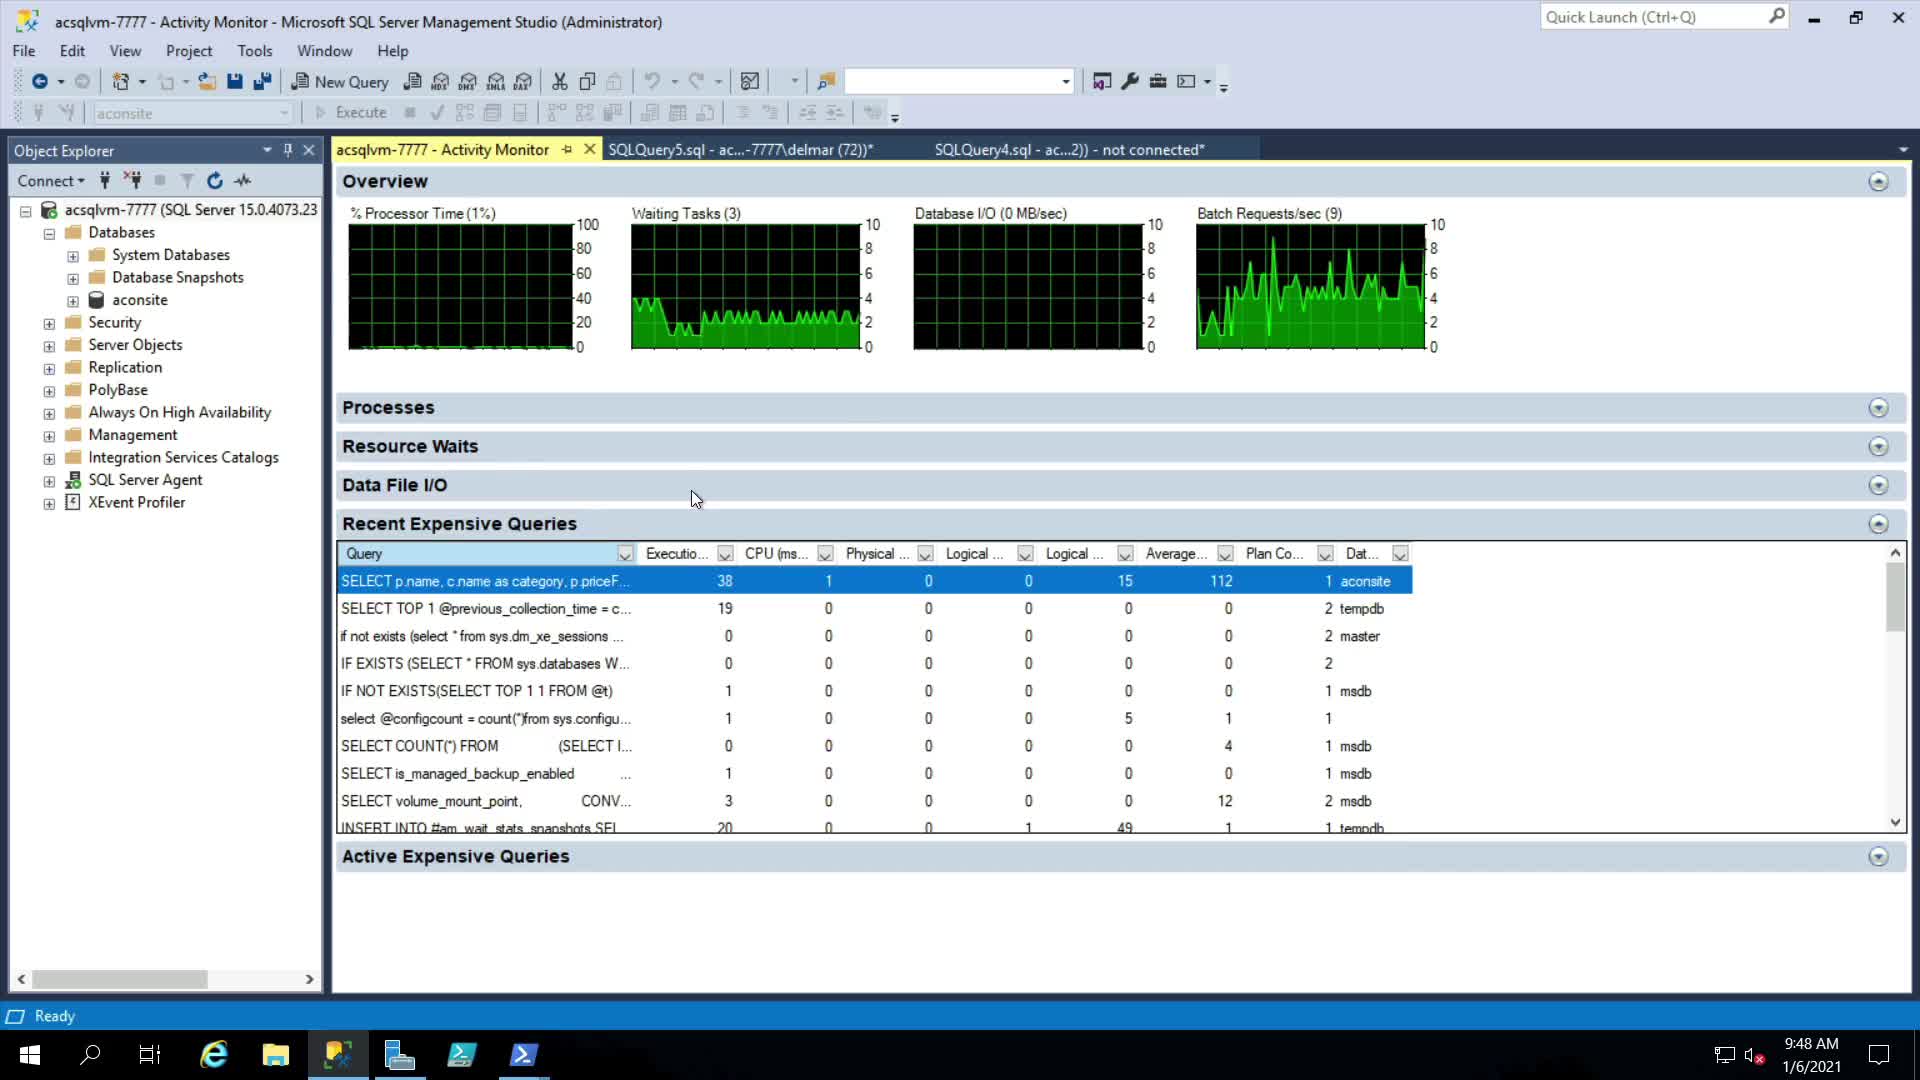 acsqlvm-7777 - Activity Monitor - Microsoft SQL Server Management Studio (Administrator)
Quick Launch (Ctrl+Q)
File Edit View Project Tools Window Help
New Query
MDX DMX XMLA DAX
aconsite
Execute
Object Explorer
acsqlvm-7777 - Activity Monitor
SQLQuery5.sql - ac...-7777\delmar (72))*
SQLQuery4.sql - ac...2)) - not connected*
Connect
acsqlvm-7777 (SQL Server 15.0.4073.23
Databases
System Databases
Database Snapshots
aconsite
Security
Server Objects
Replication
PolyBase
Always On High Availability
Management
Integration Services Catalogs
SQL Server Agent
XEvent Profiler
Overview
% Processor Time (1%)
100
80
60
40
20
0
Waiting Tasks (3)
10
8
6
4
2
0
Database I/O (0 MB/sec)
10
8
6
4
2
0
Batch Requests/sec (9)
10
8
6
4
2
0
Processes
Resource Waits
Data File I/O
Recent Expensive Queries
Query Executio... CPU (ms... Physical ... Logical ... Logical ... Average... Plan Co... Dat...
SELECT p.name, c.name as category, p.priceF... 38 1 0 0 15 112 1 aconsite
SELECT TOP 1 @previous_collection_time = c... 19 0 0 0 0 0 2 tempdb
if not exists (select * from sys.dm_xe_sessions ... 0 0 0 0 0 0 2 master
IF EXISTS (SELECT * FROM sys.databases W... 0 0 0 0 0 0 2
IF NOT EXISTS(SELECT TOP 1 1 FROM @t) 1 0 0 0 0 0 1 msdb
select @configcount = count(*)from sys.configu... 1 0 0 0 5 1 1
SELECT COUNT(*) FROM (SELECT I... 0 0 0 0 0 4 1 msdb
SELECT is_managed_backup_enabled ... 1 0 0 0 0 0 1 msdb
SELECT volume_mount_point, CONV... 3 0 0 0 0 12 2 msdb
INSERT INTO #am_wait_stats_snapshots SEL 20 0 0 1 49 1 1 tempdb
Active Expensive Queries
Ready
9:48 AM
1/6/2021